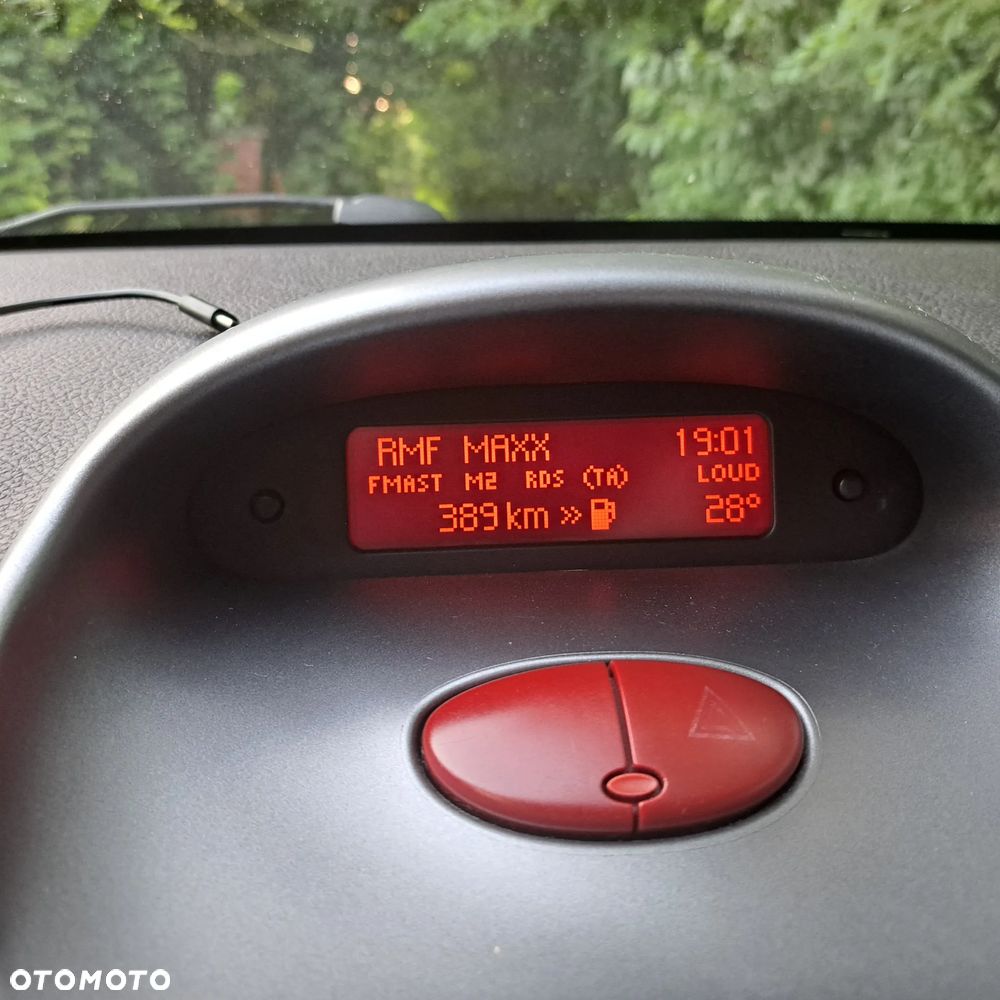 RMF MAXX 19:01
FMAST M2 RDS (TA) LOUD
389 km » 28°
OTOMOTO